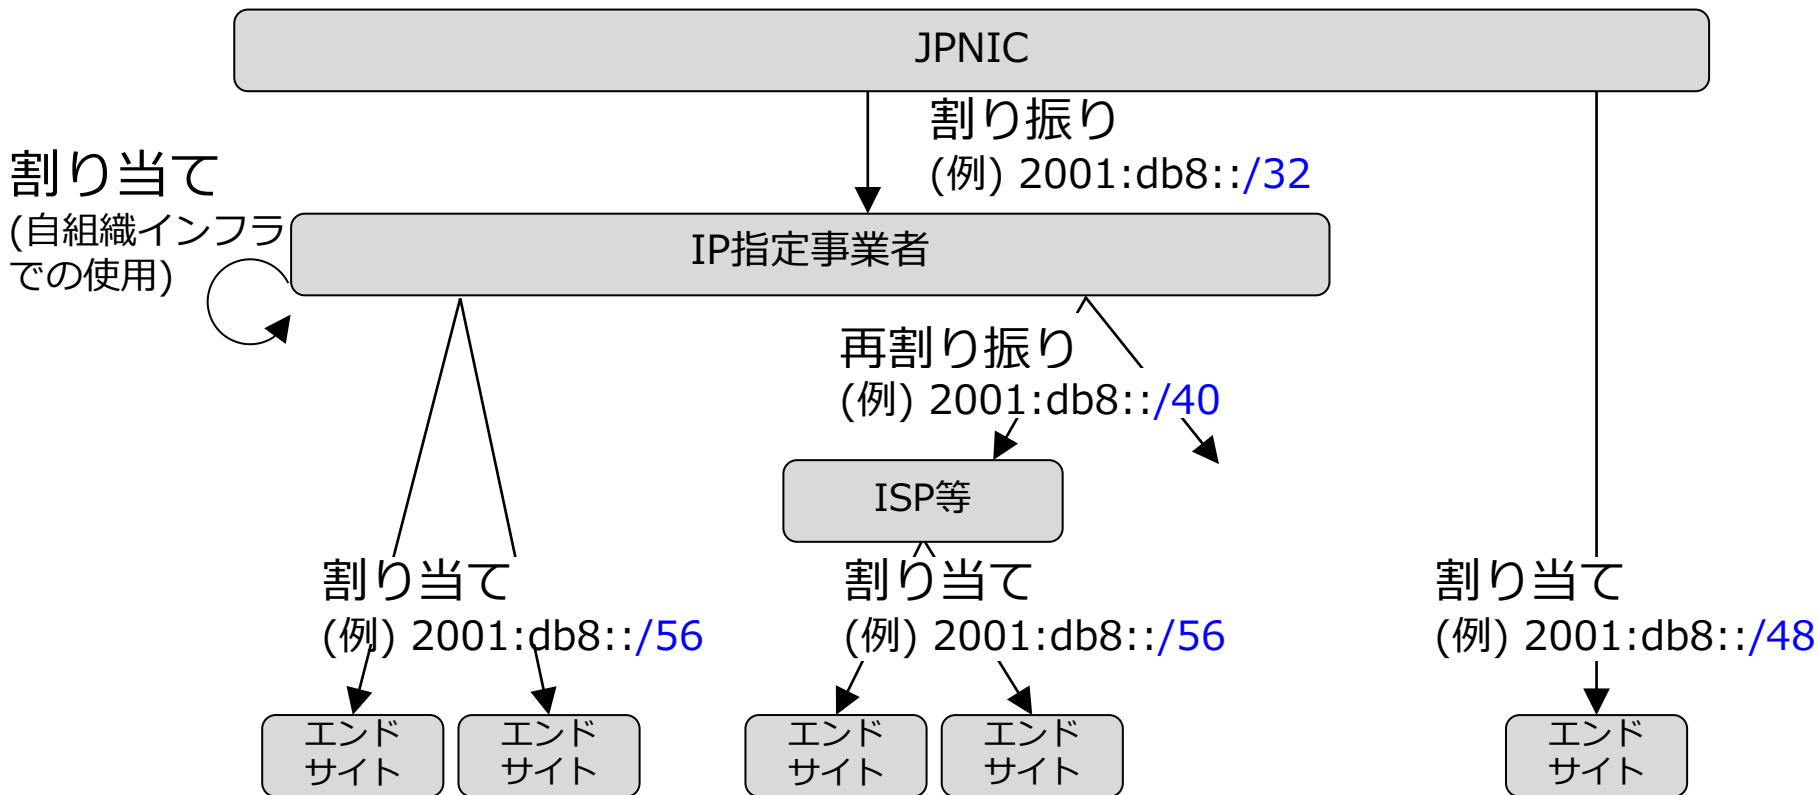 JPNIC
割り振り
(例) 2001:db8::/32
割り当て
(自組織インフラ
での使用)
IP指定事業者
再割り振り
(例) 2001:db8::/40
ISP等
割り当て
(例) 2001:db8::/56
割り当て
(例) 2001:db8::/56
割り当て
(例) 2001:db8::/48
エンド
サイト
エンド
サイト
エンド
サイト
エンド
サイト
エンド
サイト